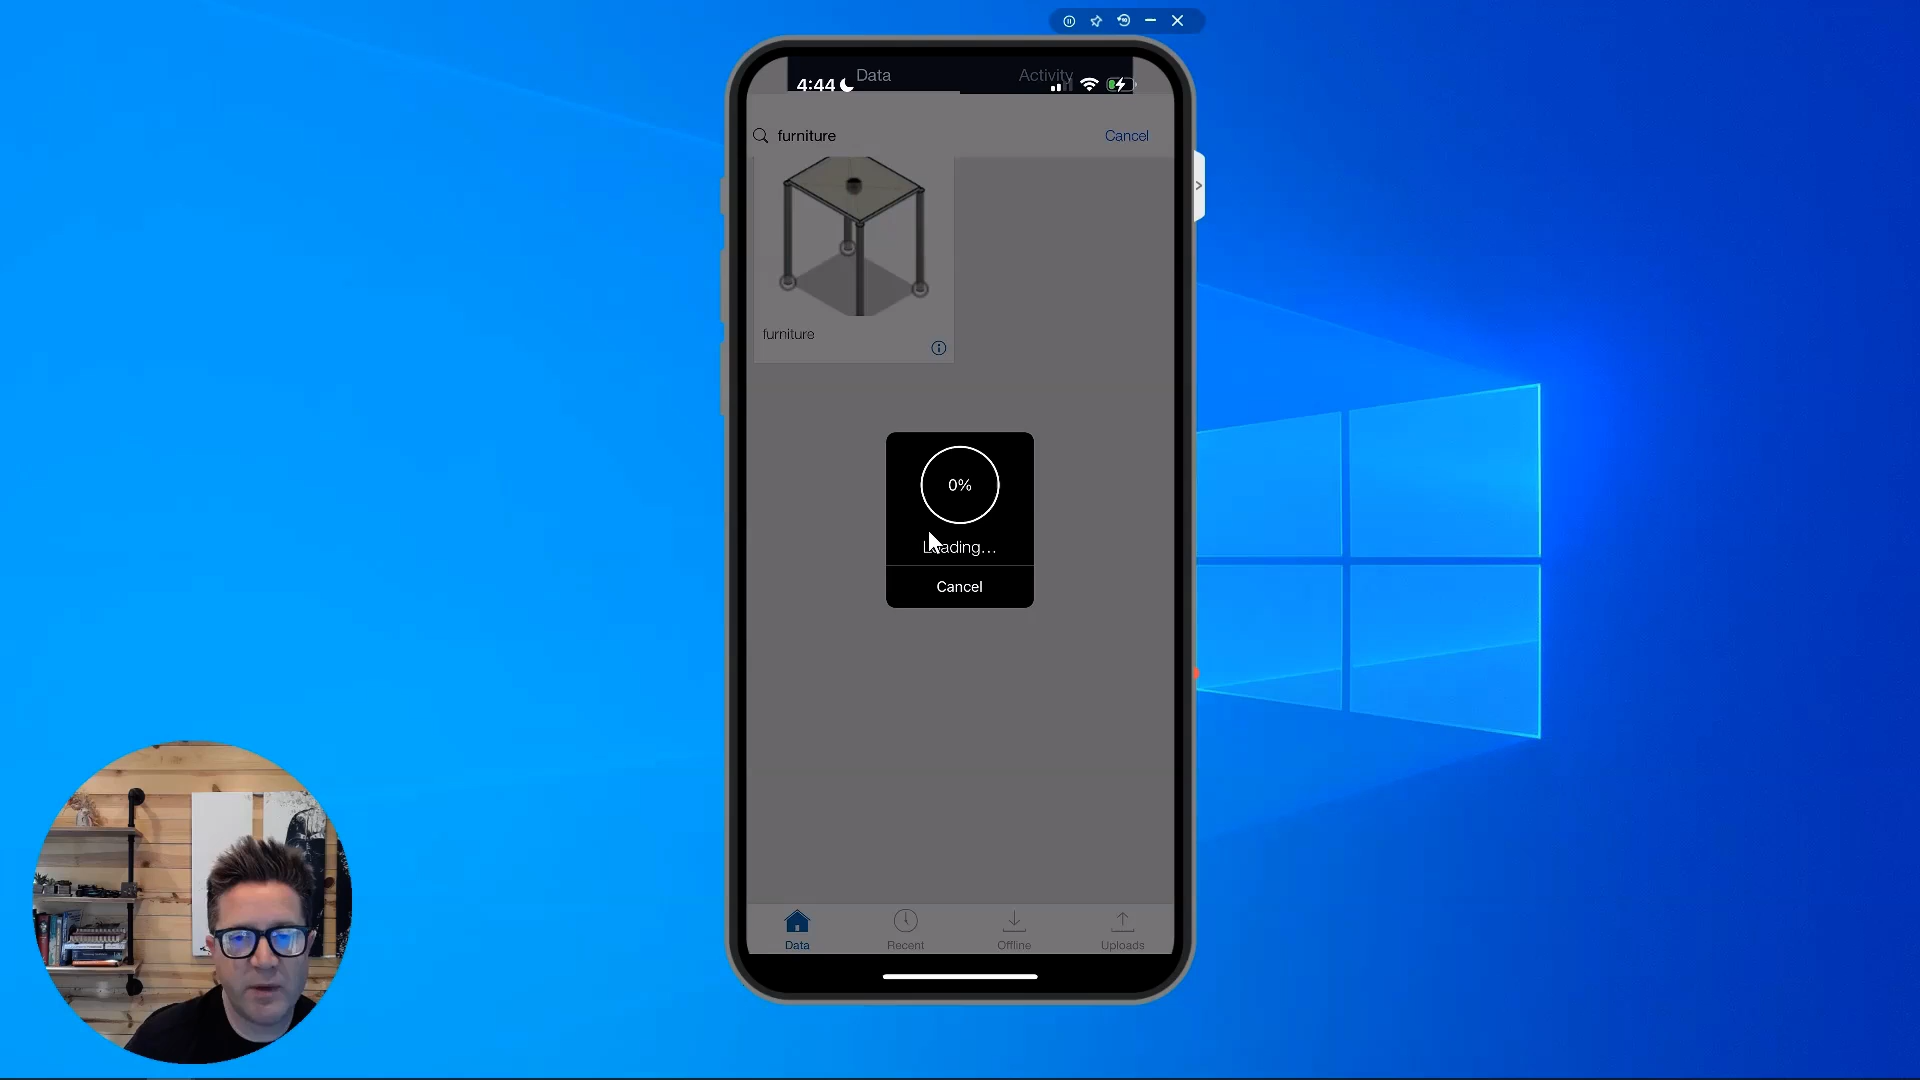 Data
Activity
4:44
furniture
Cancel
furniture
0%
Loading...
Cancel
Data
Recent
Offline
Uploads